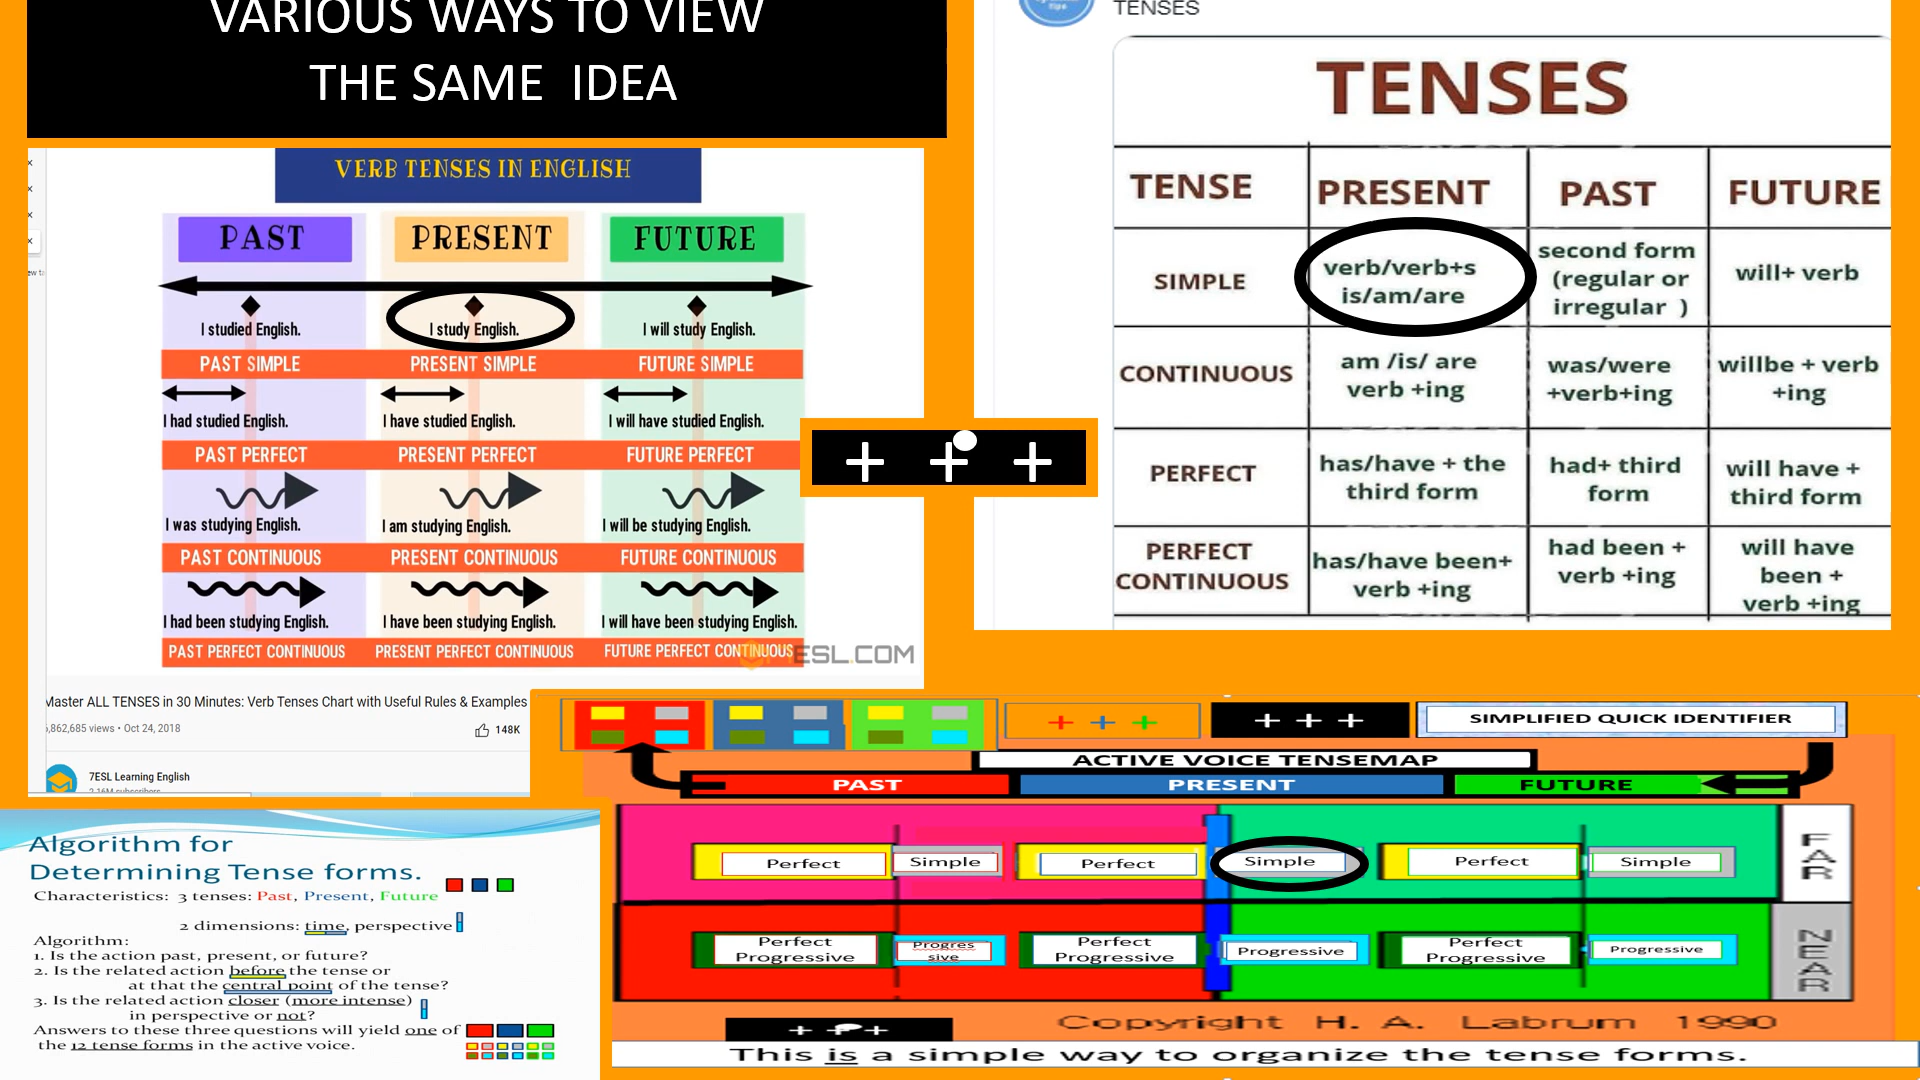 VARIOUS WAYS TO VIEW
THE SAME IDEA
VERB TENSES IN ENGLISH
PAST PRESENT FUTURE
I studied English. I study English. I will study English.
PAST SIMPLE PRESENT SIMPLE FUTURE SIMPLE
I had studied English. I have studied English. I will have studied English.
PAST PERFECT PRESENT PERFECT FUTURE PERFECT
I was studying English. I am studying English. I will be studying English.
PAST CONTINUOUS PRESENT CONTINUOUS FUTURE CONTINUOUS
I had been studying English. I have been studying English. I will have been studying English.
PAST PERFECT CONTINUOUS PRESENT PERFECT CONTINUOUS FUTURE PERFECT CONTINUOUS
ESL.COM
Master ALL TENSES in 30 Minutes: Verb Tenses Chart with Useful Rules & Examples
,862,685 views • Oct 24, 2018 148K
7ESL Learning English
TENSES
TENSES
TENSE PRESENT PAST FUTURE
SIMPLE
verb/verb+s
is/am/are
second form
(regular or
irregular )
will+ verb
CONTINUOUS
am /is/ are
verb +ing
was/were
+verb+ing
willbe + verb
+ing
PERFECT
has/have + the
third form
had+ third
form
will have +
third form
PERFECT
CONTINUOUS
has/have been+
verb +ing
had been +
verb +ing
will have
been +
verb +ing
+ + +
Algorithm for
Determining Tense forms.
Characteristics: 3 tenses: Past, Present, Future
2 dimensions: time, perspective
Algorithm:
1. Is the action past, present, or future?
2. Is the related action before the tense or
at that the central point of the tense?
3. Is the related action closer (more intense)
in perspective or not?
Answers to these three questions will yield one of
the 12 tense forms in the active voice.
+ + + + + + SIMPLIFIED QUICK IDENTIFIER
ACTIVE VOICE TENSEMAP
PAST PRESENT FUTURE
Perfect Simple Perfect Simple Perfect Simple
FAR
Perfect
Progressive
Progres
sive
Perfect
Progressive
Progressive
Perfect
Progressive
Progressive
NEAR
+ + +
Copyright H. A. Labrum 1990
This is a simple way to organize the tense forms.